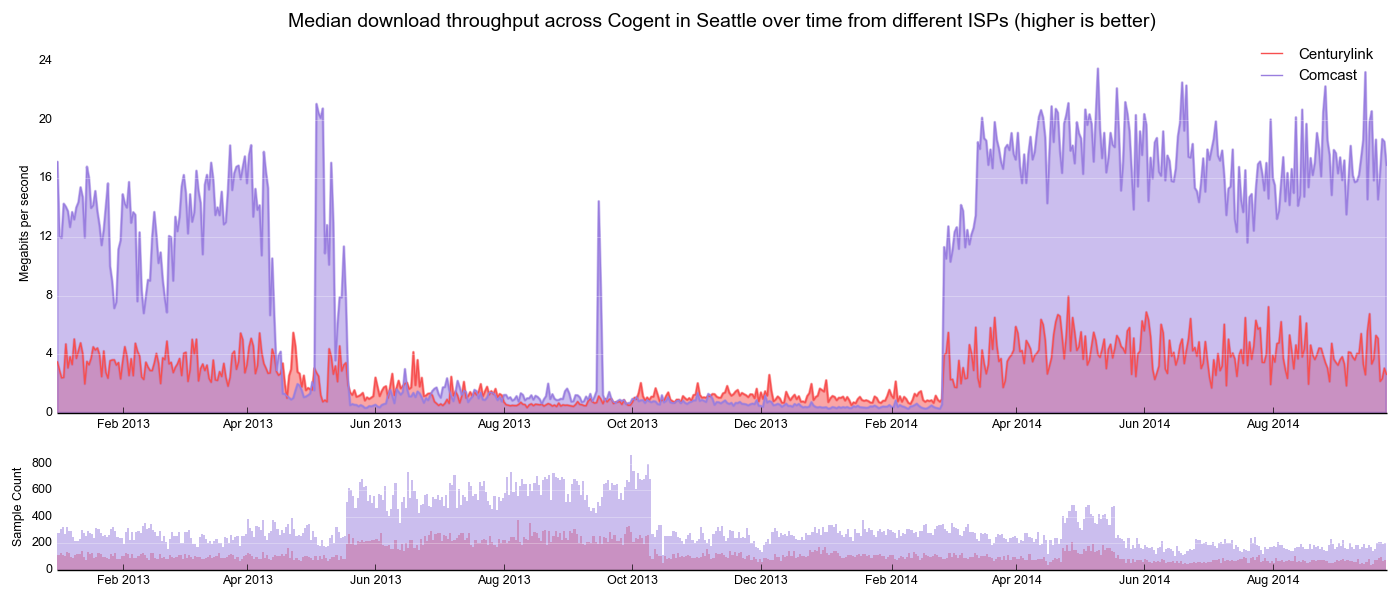 Median download throughput across Cogent in Seattle over time from different ISPs (higher is better)
Centurylink
Comcast
Megabits per second
24
20
16
12
8
4
0
Feb 2013 Apr 2013 Jun 2013 Aug 2013 Oct 2013 Dec 2013 Feb 2014 Apr 2014 Jun 2014 Aug 2014
Sample Count
800
600
400
200
0
Feb 2013 Apr 2013 Jun 2013 Aug 2013 Oct 2013 Dec 2013 Feb 2014 Apr 2014 Jun 2014 Aug 2014